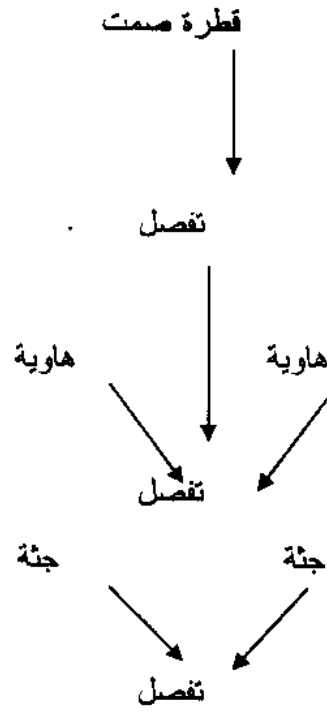 قطرة صمت
تفصل
هاوية هاوية
تفصل
جثة جثة
تفصل